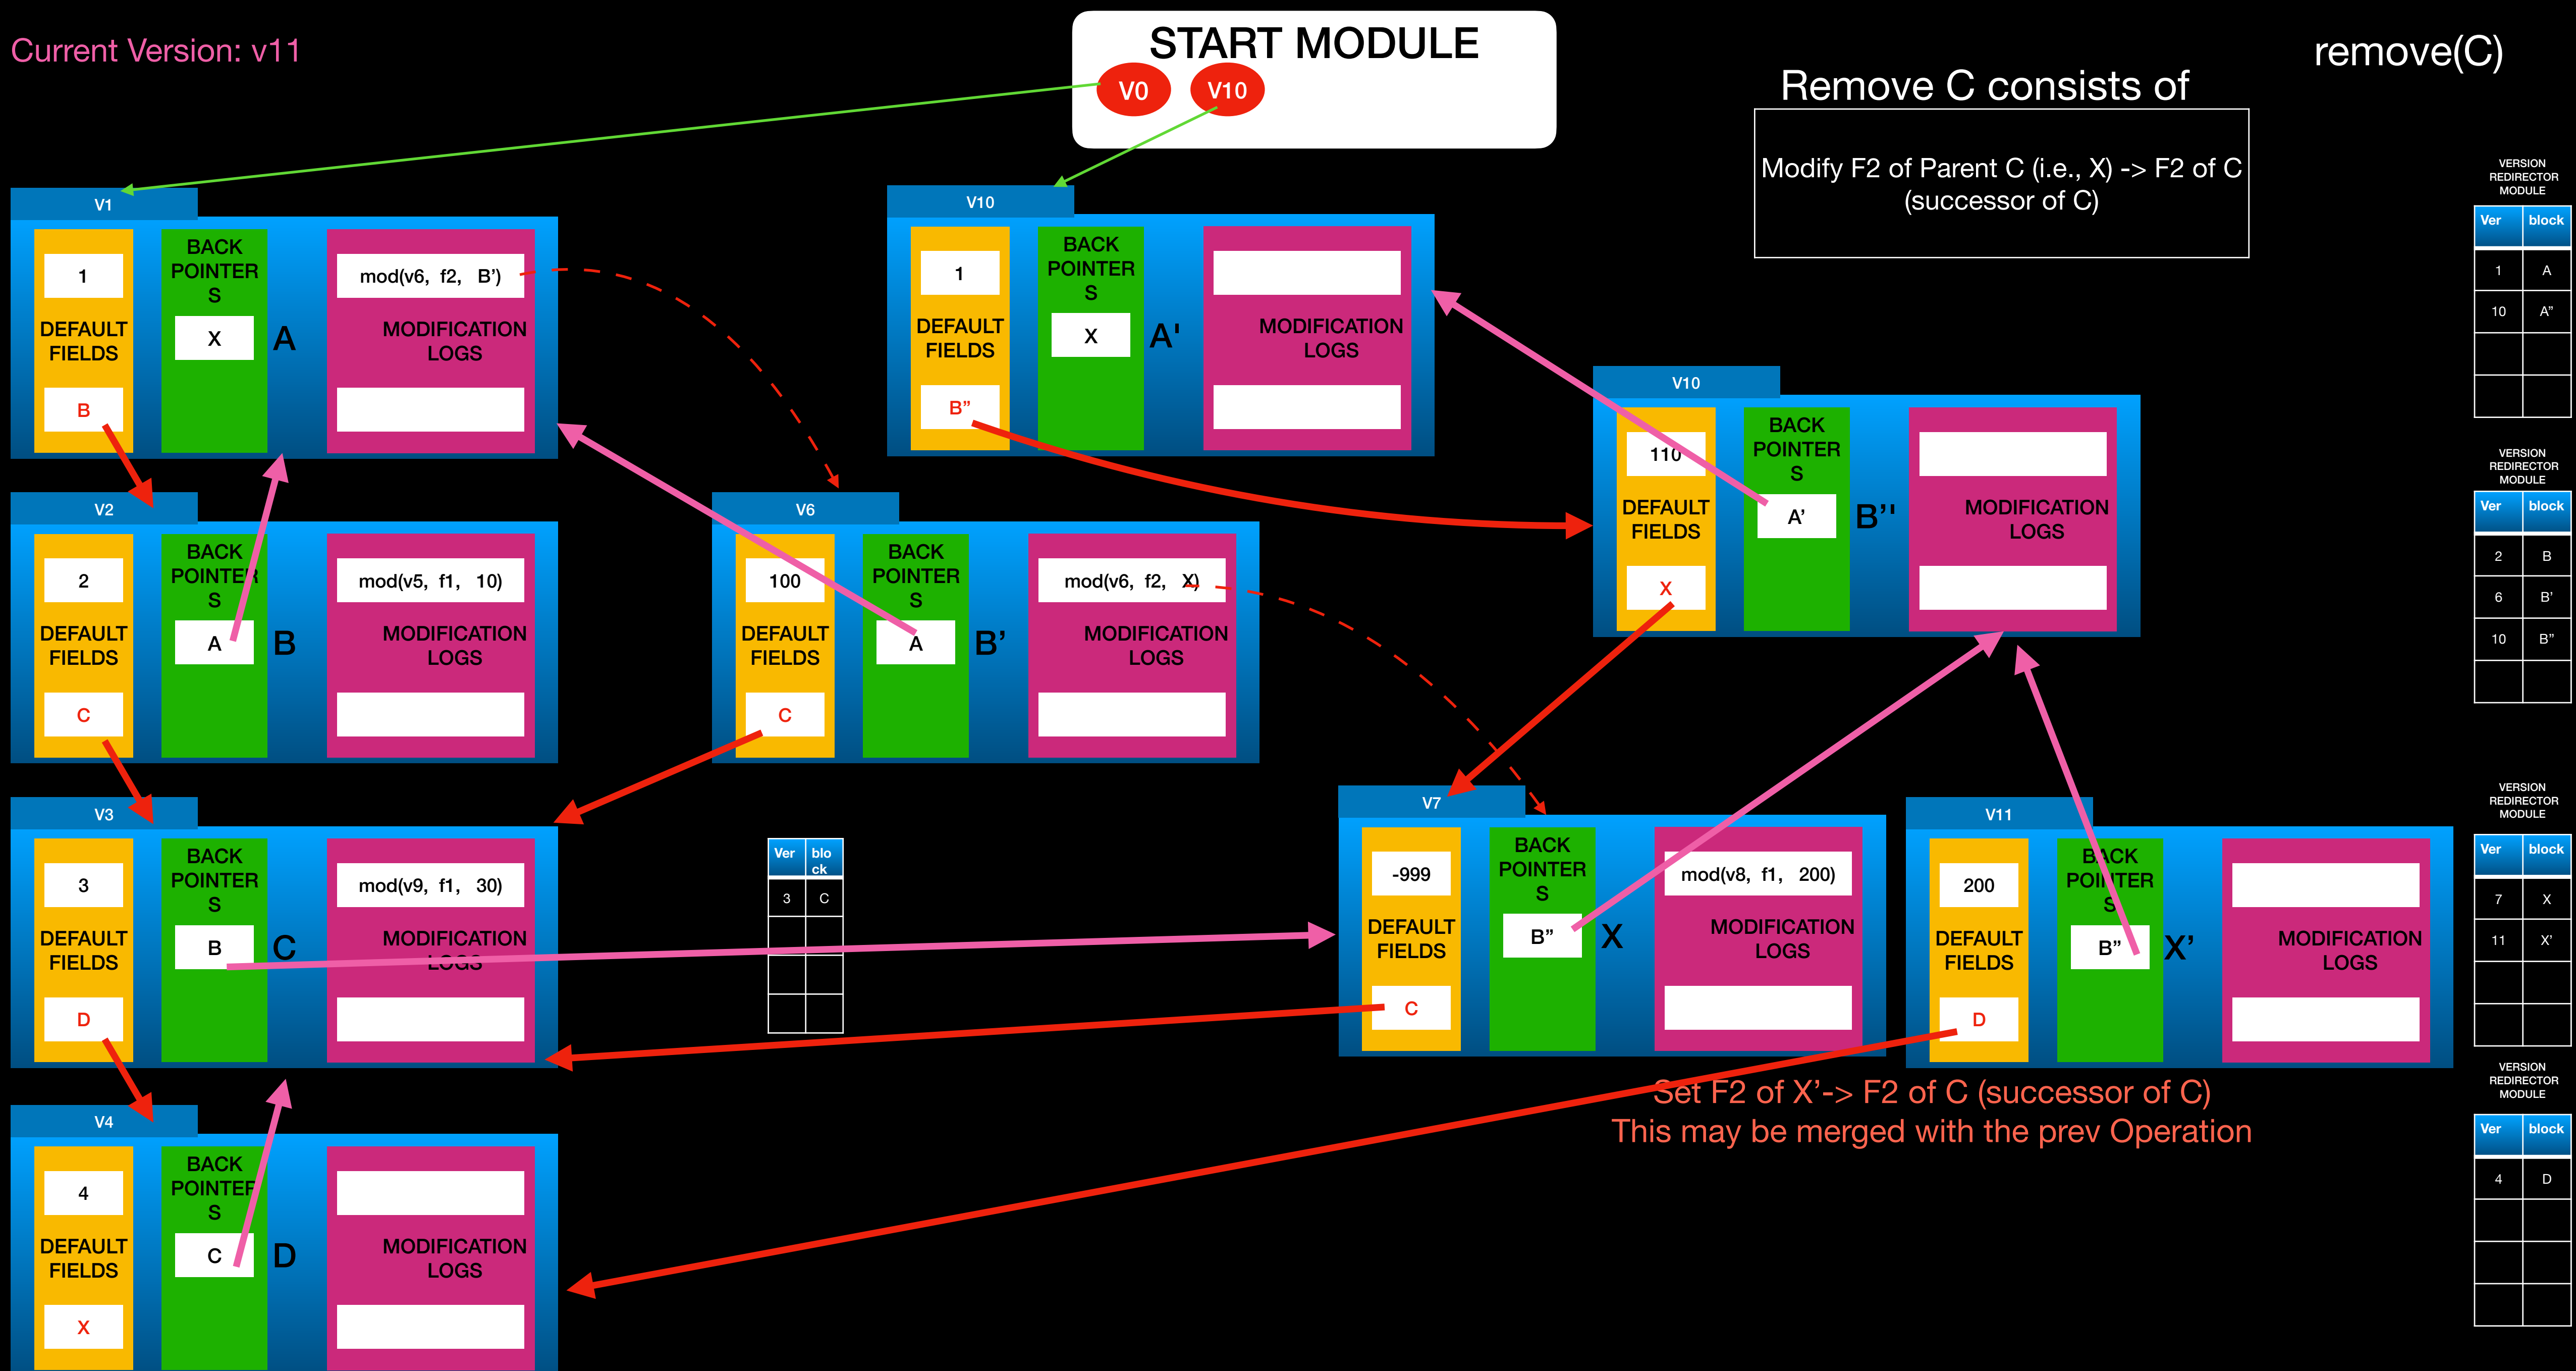 Current Version: v11
START MODULE
V0
V10
remove(C)
Remove C consists of
Modify F2 of Parent C (i.e., X) -> F2 of C
(successor of C)
V1
1
DEFAULT
FIELDS
B
BACK
POINTER
S
X
A
mod(v6, f2, B’)
MODIFICATION
LOGS
V10
1
DEFAULT
FIELDS
B”
BACK
POINTER
S
X
A'
MODIFICATION
LOGS
V10
110
DEFAULT
FIELDS
X
BACK
POINTER
S
A’
B''
MODIFICATION
LOGS
V2
2
DEFAULT
FIELDS
C
BACK
POINTER
S
A
B
mod(v5, f1, 10)
MODIFICATION
LOGS
V6
100
DEFAULT
FIELDS
C
BACK
POINTER
S
A
B’
mod(v6, f2, X)
MODIFICATION
LOGS
V3
3
DEFAULT
FIELDS
D
BACK
POINTER
S
B
C
mod(v9, f1, 30)
MODIFICATION
LOGS
Ver blo
ck
3 C
V7
-999
DEFAULT
FIELDS
C
BACK
POINTER
S
B”
X
mod(v8, f1, 200)
MODIFICATION
LOGS
V11
200
DEFAULT
FIELDS
D
BACK
POINTER
S
B”
X’
MODIFICATION
LOGS
Set F2 of X’-> F2 of C (successor of C)
This may be merged with the prev Operation
V4
4
DEFAULT
FIELDS
X
BACK
POINTER
S
C
D
MODIFICATION
LOGS
VERSION
REDIRECTOR
MODULE
Ver block
1 A
10 A”
VERSION
REDIRECTOR
MODULE
Ver block
2 B
6 B’
10 B”
VERSION
REDIRECTOR
MODULE
Ver block
7 X
11 X’
VERSION
REDIRECTOR
MODULE
Ver block
4 D